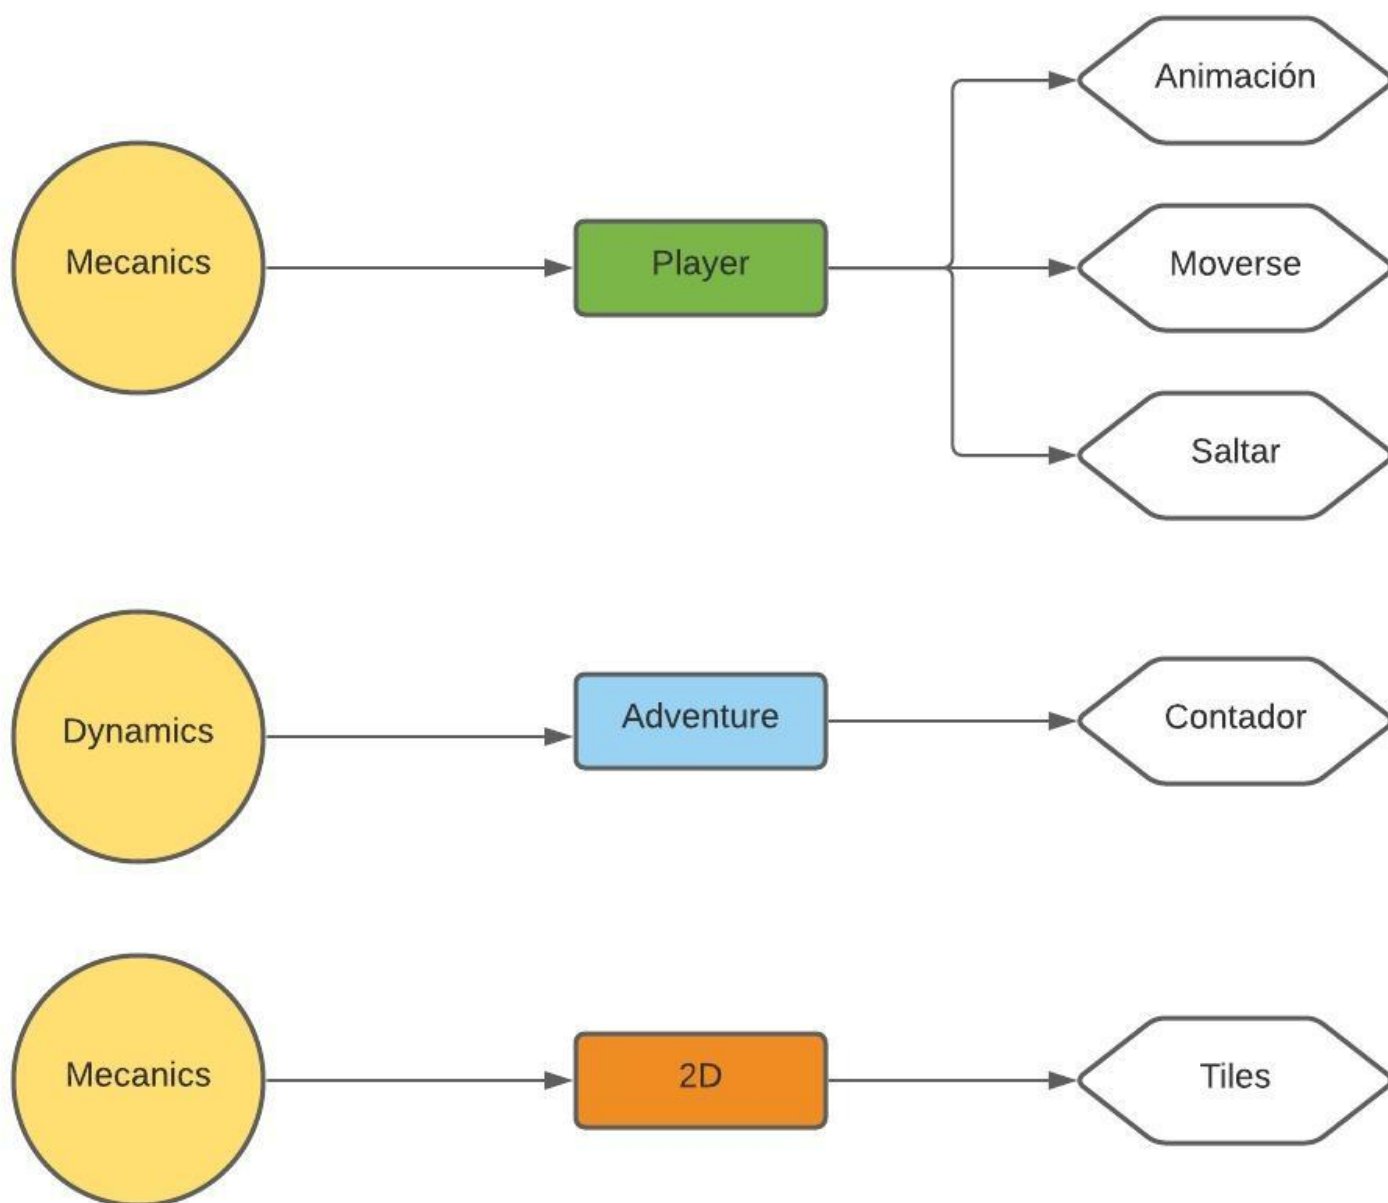 Animación
Mecanics
Player
Moverse
Saltar
Dynamics
Adventure
Contador
Mecanics
2D
Tiles